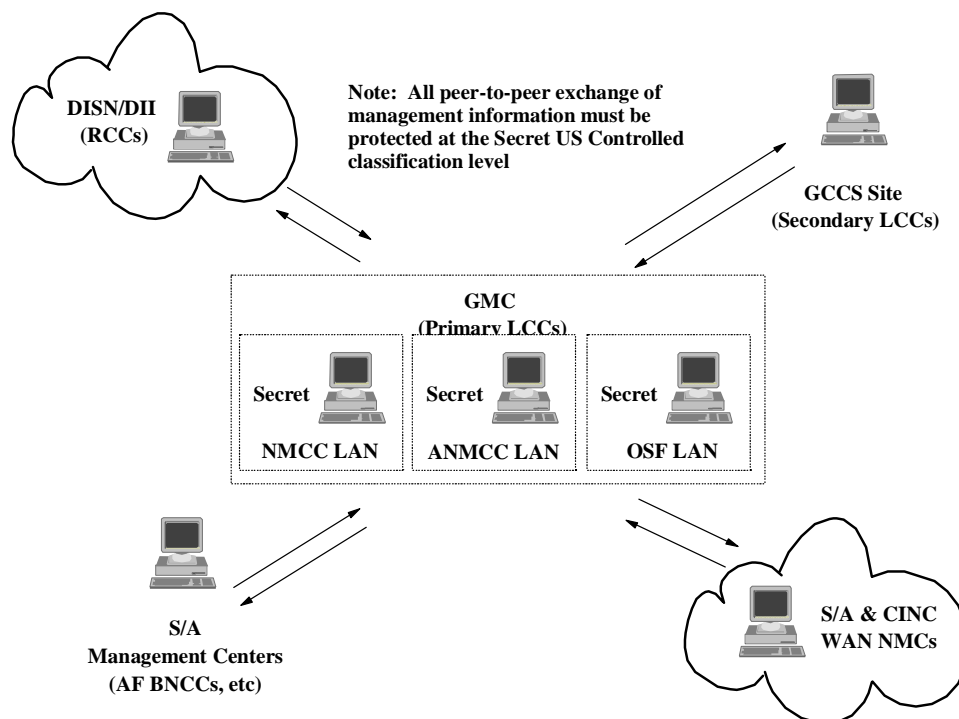 DISN/DII
(RCCs)
Note:  All peer-to-peer exchange of
management information must be
protected at the Secret US Controlled
classification level
GCCS Site
(Secondary LCCs)
GMC
(Primary LCCs)
Secret
NMCC LAN
Secret
ANMCC LAN
Secret
OSF LAN
S/A
Management Centers
(AF BNCCs, etc)
S/A & CINC
WAN NMCs